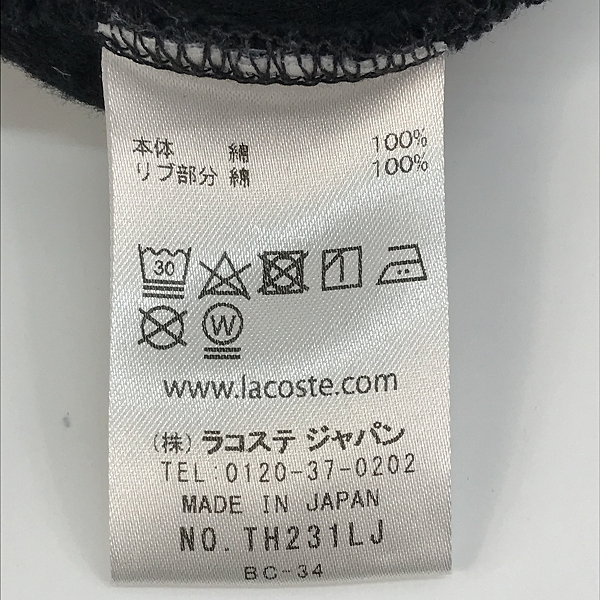 本体 綿 100%
リブ部分 綿 100%
30
W
www.lacoste.com
(株) ラコステ ジャパン
TEL:0120-37-0202
MADE IN JAPAN
NO. TH231LJ
BC-34